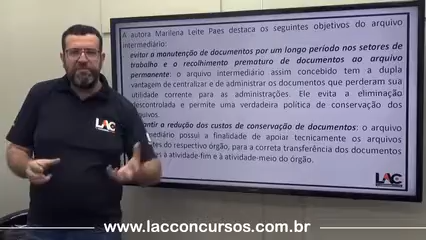 A autora Marilena Leite Paes destaca os seguintes objetivos do arquivo
intermediário:
evitar a manutenção de documentos por um longo período nos setores de
trabalho e o recolhimento prematuro de documentos ao arquivo
permanente: o arquivo intermediário assim concebido tem a dupla
vantagem de centralizar e de administrar os documentos que perderam sua
utilidade corrente para as administrações. Ele evita a eliminação
descontrolada e permite uma verdadeira política de conservação dos
arquivos.
a redução dos custos de conservação de documentos: o arquivo
possui a finalidade de apoiar tecnicamente os arquivos
do respectivo órgão, para a correta transferência dos documentos
à atividade-fim e à atividade-meio do órgão.
LAC
LAC
www.lacconcursos.com.br